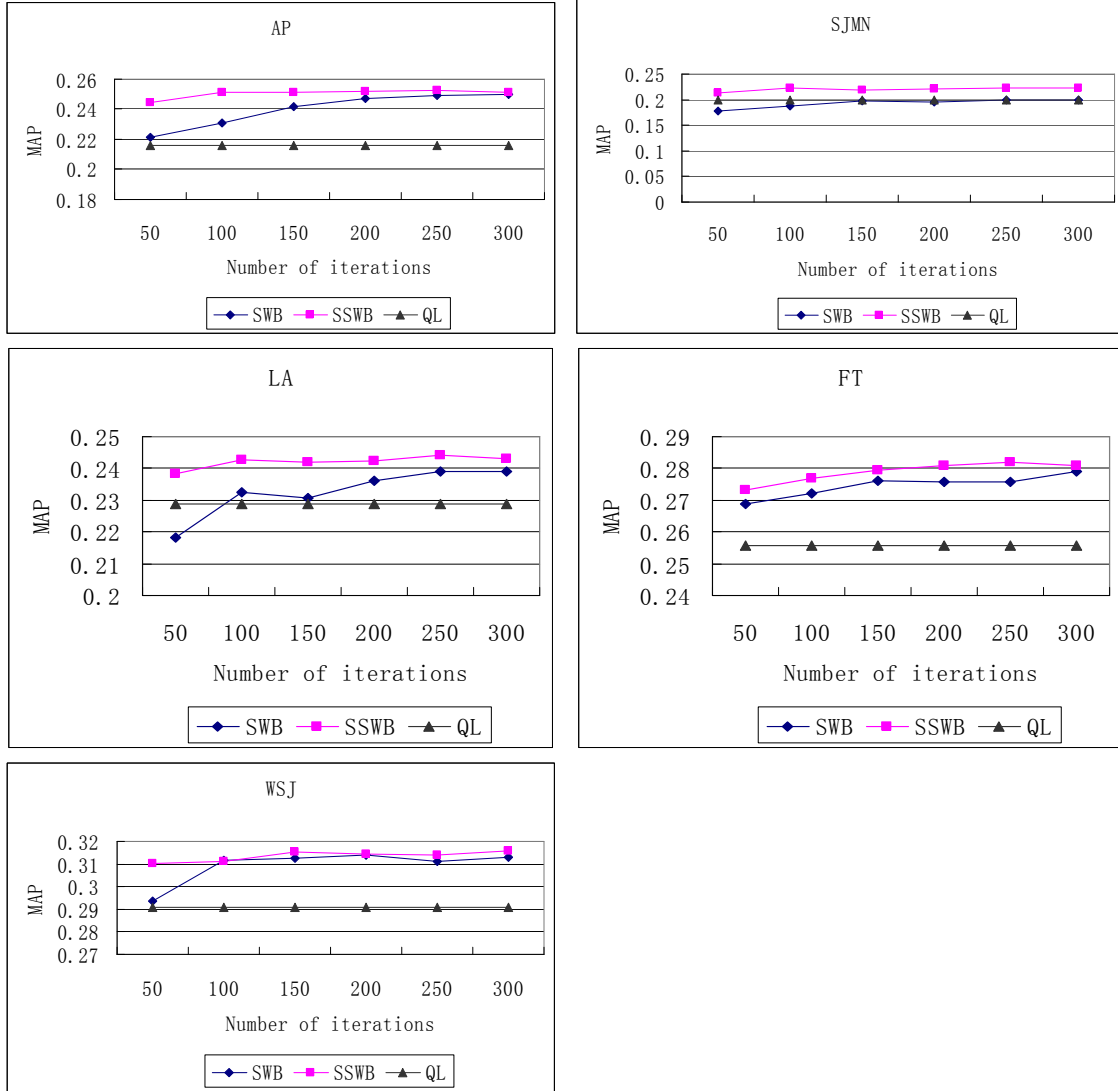 AP
MAP
0.26
0.24
0.22
0.2
0.18
50 100 150 200 250 300
Number of iterations
SWB SSWB QL
SJMN
MAP
0.25
0.2
0.15
0.1
0.05
0
50 100 150 200 250 300
Number of iterations
SWB SSWB QL
LA
MAP
0.25
0.24
0.23
0.22
0.21
0.2
50 100 150 200 250 300
Number of iterations
SWB SSWB QL
FT
MAP
0.29
0.28
0.27
0.26
0.25
0.24
50 100 150 200 250 300
Number of iterations
SWB SSWB QL
WSJ
MAP
0.32
0.31
0.3
0.29
0.28
0.27
50 100 150 200 250 300
Number of iterations
SWB SSWB QL